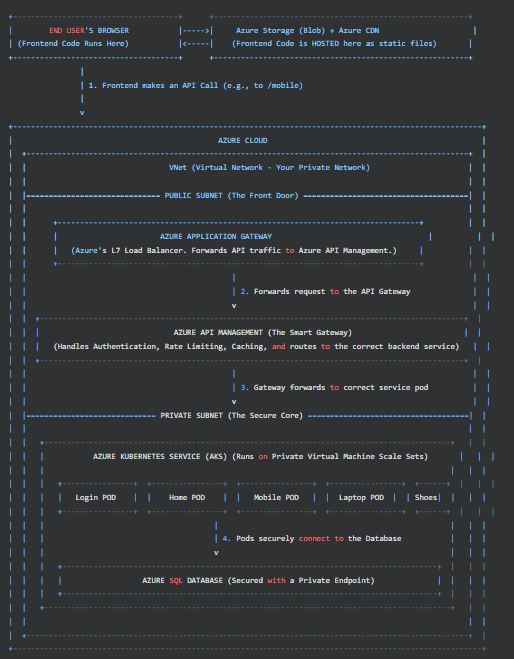 END USER'S BROWSER |----->| Azure Storage (Blob) + Azure CDN
(Frontend Code Runs Here) |<-----| (Frontend Code is HOSTED here as static files)
1. Frontend makes an API Call (e.g., to /mobile)
v
AZURE CLOUD
VNet (Virtual Network - Your Private Network)
PUBLIC SUBNET (The Front Door)
AZURE APPLICATION GATEWAY
(Azure's L7 Load Balancer. Forwards API traffic to Azure API Management.)
2. Forwards request to the API Gateway
v
AZURE API MANAGEMENT (The Smart Gateway)
(Handles Authentication, Rate Limiting, Caching, and routes to the correct backend service)
3. Gateway forwards to correct service pod
v
PRIVATE SUBNET (The Secure Core)
AZURE KUBERNETES SERVICE (AKS) (Runs on Private Virtual Machine Scale Sets)
Login POD | Home POD | Mobile POD | Laptop POD | Shoes|
4. Pods securely connect to the Database
v
AZURE SQL DATABASE (Secured with a Private Endpoint)